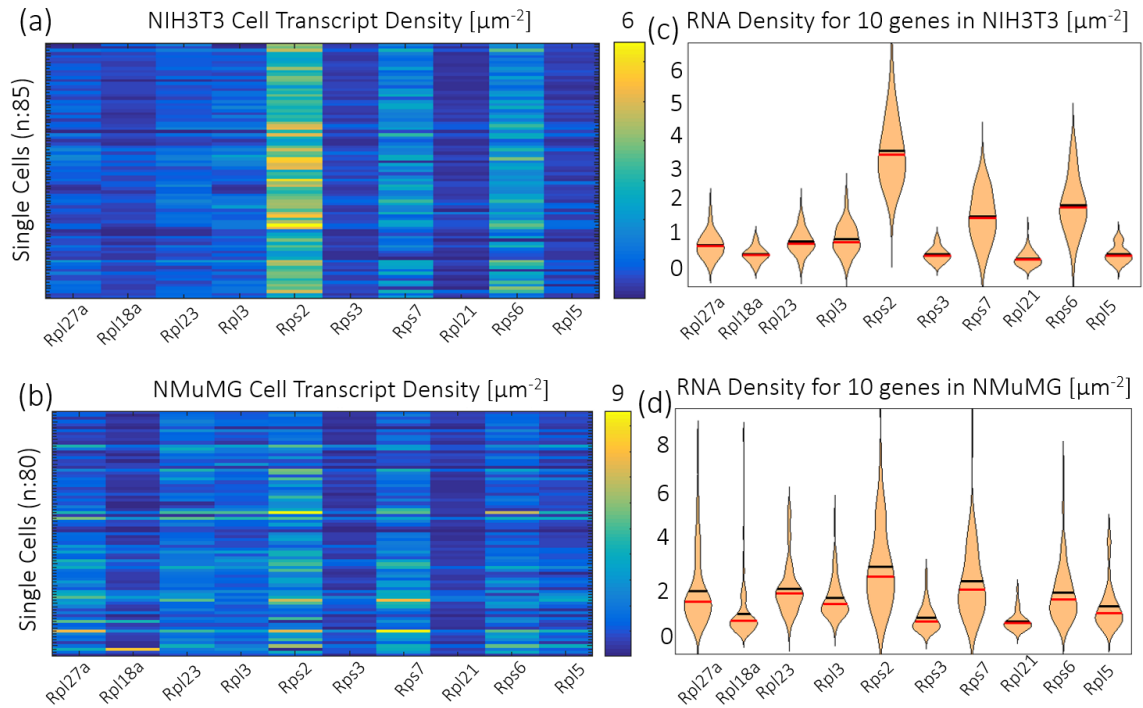 (a) NIH3T3 Cell Transcript Density [µm-2] 6
Single Cells (n:85)
0
Rpl27a Rpl18a Rpl23 Rpl3 Rps2 Rps3 Rps7 Rpl21 Rps6 Rpl5
(c) RNA Density for 10 genes in NIH3T3 [µm-2]
6
5
4
3
2
1
0
Rpl27a Rpl18a Rpl23 Rpl3 Rps2 Rps3 Rps7 Rpl21 Rps6 Rpl5
(b) NMuMG Cell Transcript Density [µm-2] 9
Single Cells (n:80)
0
Rpl27a Rpl18a Rpl23 Rpl3 Rps2 Rps3 Rps7 Rpl21 Rps6 Rpl5
(d) RNA Density for 10 genes in NMuMG [µm-2]
8
6
4
2
0
Rpl27a Rpl18a Rpl23 Rpl3 Rps2 Rps3 Rps7 Rpl21 Rps6 Rpl5